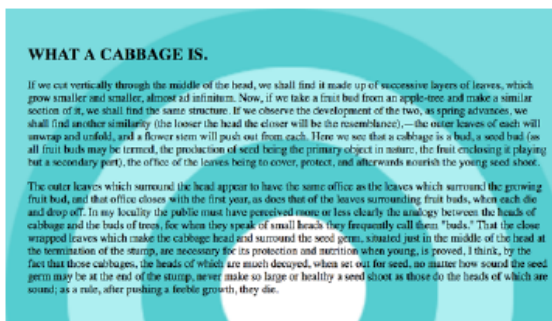 WHAT A CABBAGE IS.
If we cut vertically through the middle of the head, we shall find it made up of successive layers of leaves, which
grow smaller and smaller, almost ad infinitum. Now, if we take a fruit bud from an apple-tree and make a similar
section of it, we shall find the same structure. If we observe the development of the two, as spring advances, we
shall find another similarity (the looser the head the closer will be the resemblance),—the outer leaves of each will
unwrap and unfold, and a flower stem will push out from each. Here we see that a cabbage is a bud, a seed bud (as
all fruit buds may be termed, the production of seed being the primary object in nature, the fruit enclosing it playing
but a secondary part), the office of the leaves being to cover, protect, and afterwards nourish the young seed shoot.
The outer leaves which surround the head appear to have the same office as the leaves which surround the growing
fruit bud, and that office closes with the first year, as does that of the leaves surrounding fruit buds, when each die
and drop off. In my locality the public must have perceived more or less clearly the analogy between the heads of
cabbage and the buds of trees, for when they speak of small heads they frequently call them "buds." That the close
wrapped leaves which make the cabbage head and surround the seed germ, situated just in the middle of the head at
the termination of the stump, are necessary for its protection and nutrition when young, is proved, I think, by the
fact that those cabbages, the heads of which are much decayed, when set out for seed, no matter how sound the seed
germ may be at the end of the stump, never make so large or healthy a seed shoot as those do the heads of which are
sound; as a rule, after pushing a feeble growth, they die.